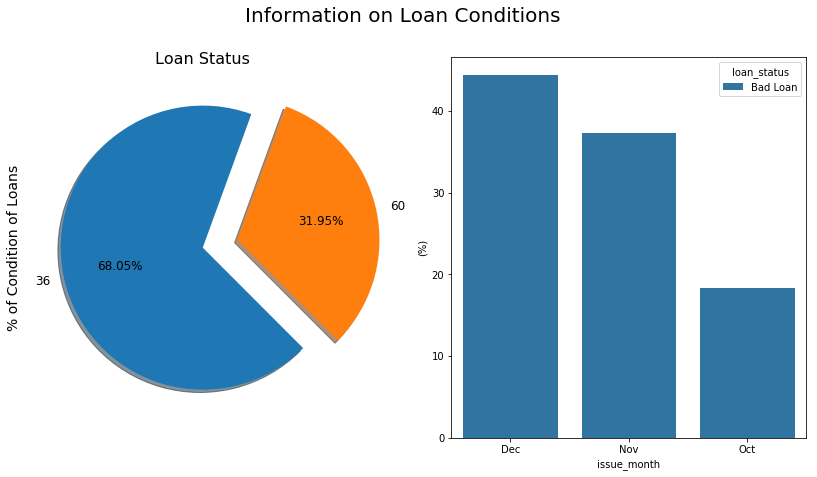 Information on Loan Conditions
Loan Status
% of Condition of Loans
36
68.05%
31.95%
60
loan_status
Bad Loan
(%)
40
30
20
10
0
Dec Nov Oct
issue_month